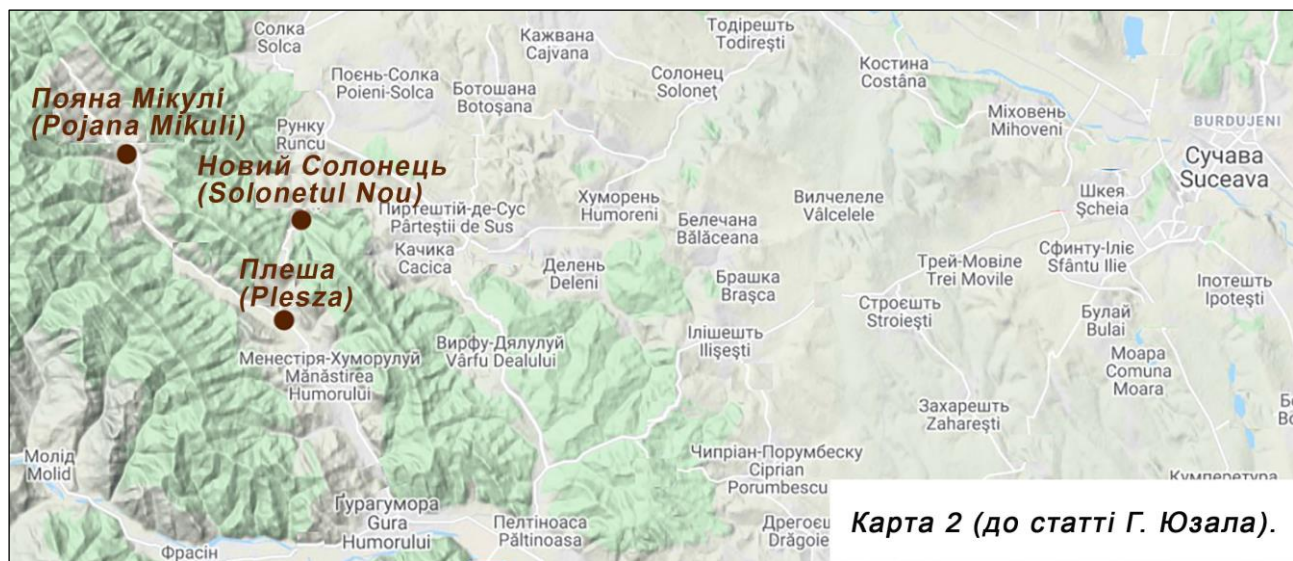 Солка
Solca
Кажвана
Cajvana
Тодірешть
Todirești
Костина
Costâna
Поєнь-Солка
Poieni-Solca
Ботошана
Botoșana
Солонец
Soloneț
Пояна Мікулі
(Pojana Mikuli)
Рунку
Runcu
Міховень
Mihoveni
BURDUJENI
Сучава
Suceava
Новий Солонець
(Solonetul Nou)
Пиртештій-де-Сус
Pârteștii de Sus
Хуморень
Humoreni
Белечана
Bălăceana
Вилчелеле
Vâlcelele
Шкея
Șcheia
Качика
Cacica
Делень
Deleni
Брашка
Brașca
Трей-Мовіле
Trei Movile
Сфинту-Іліє
Sfântu Ilie
Іпотешть
Ipotești
Плеша
(Plesza)
Строєшть
Stroiești
Булай
Bulai
Менестіря-Хуморулуй
Mănăstirea
Humorului
Вирфу-Дялулуй
Vârfu Dealului
Ілішешть
Ilișești
Моара
Comuna
Moara
Захарешть
Zaharești
Молід
Molid
Чипріан-Порумбеску
Ciprian
Porumbescu
Кумперетура
Ґурагумора
Gura
Humorului
Пелтіноаса
Păltinoasa
Фрасін
Карта 2 (до статті Г. Юзала).